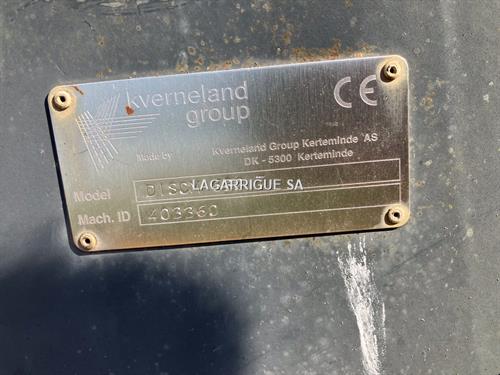 kverneland
group
CE
Made by Kverneland Group Kerteminde AS
DK - 5300 Kerteminde
Model
LAGARRIGUE SA
Mach. ID 403360